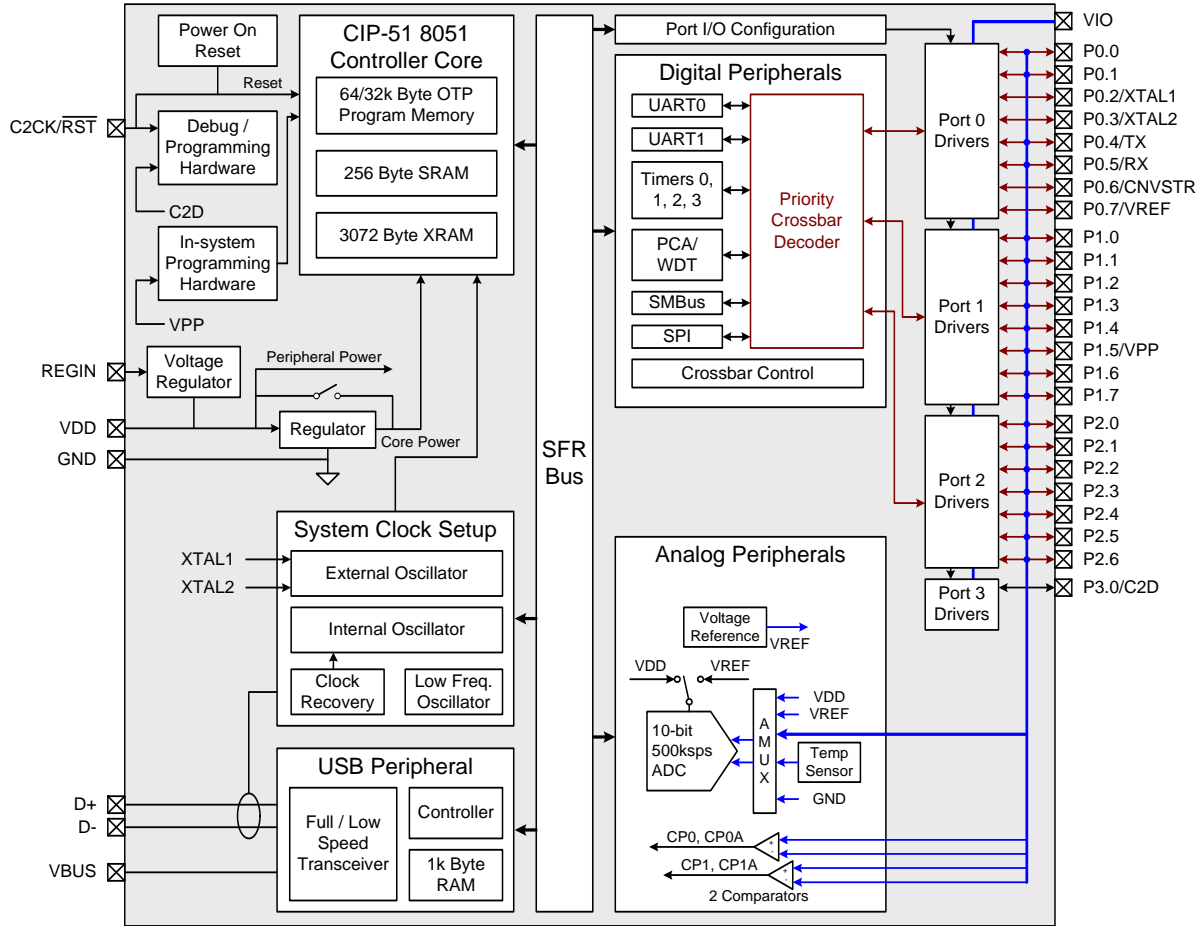 Power On
Reset
Reset
C2CK/RST
Debug /
Programming
Hardware
C2D
In-system
Programming
Hardware
VPP
CIP-51 8051
Controller Core
64/32k Byte OTP
Program Memory
256 Byte SRAM
3072 Byte XRAM
REGIN
Voltage
Regulator
Peripheral Power
VDD
Regulator
Core Power
GND
System Clock Setup
XTAL1
XTAL2
External Oscillator
Internal Oscillator
Clock
Recovery
Low Freq.
Oscillator
USB Peripheral
D+
D-
VBUS
Full / Low
Speed
Transceiver
Controller
1k Byte
RAM
SFR
Bus
Port I/O Configuration
Digital Peripherals
UART0
UART1
Timers 0,
1, 2, 3
PCA/
WDT
SMBus
SPI
Priority
Crossbar
Decoder
Crossbar Control
Port 0
Drivers
Port 1
Drivers
Port 2
Drivers
Port 3
Drivers
Analog Peripherals
Voltage
Reference
VREF
VDD
VREF
10-bit
500ksps
ADC
A
M
U
X
VDD
VREF
Temp
Sensor
GND
CP0, CP0A
+
-
CP1, CP1A
+
-
2 Comparators
VIO
P0.0
P0.1
P0.2/XTAL1
P0.3/XTAL2
P0.4/TX
P0.5/RX
P0.6/CNVSTR
P0.7/VREF
P1.0
P1.1
P1.2
P1.3
P1.4
P1.5/VPP
P1.6
P1.7
P2.0
P2.1
P2.2
P2.3
P2.4
P2.5
P2.6
P3.0/C2D